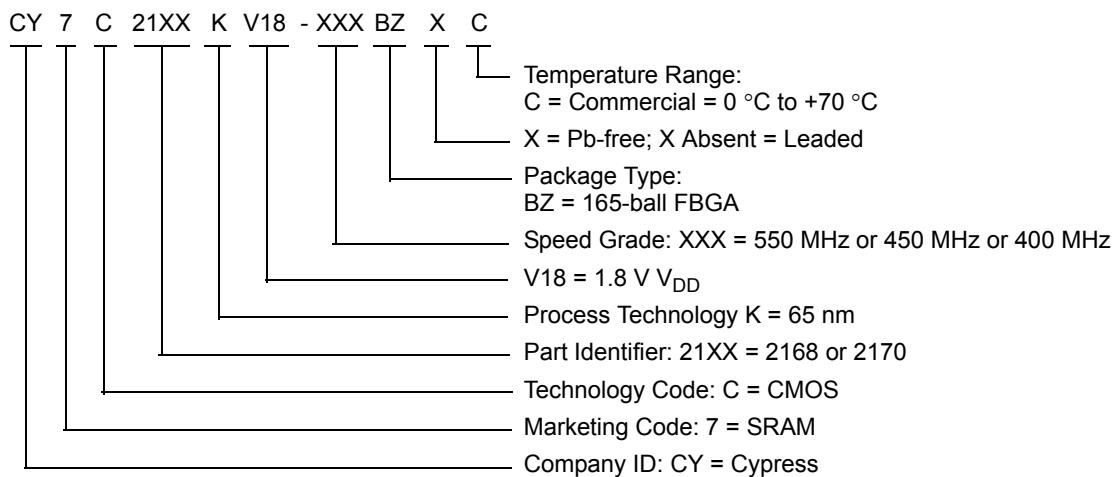 CY 7 C 21XX K V18 - XXX BZ X C
Temperature Range:
C = Commercial = 0 °C to +70 °C
X = Pb-free; X Absent = Leaded
Package Type:
BZ = 165-ball FBGA
Speed Grade: XXX = 550 MHz or 450 MHz or 400 MHz
V18 = 1.8 V VDD
Process Technology K = 65 nm
Part Identifier: 21XX = 2168 or 2170
Technology Code: C = CMOS
Marketing Code: 7 = SRAM
Company ID: CY = Cypress